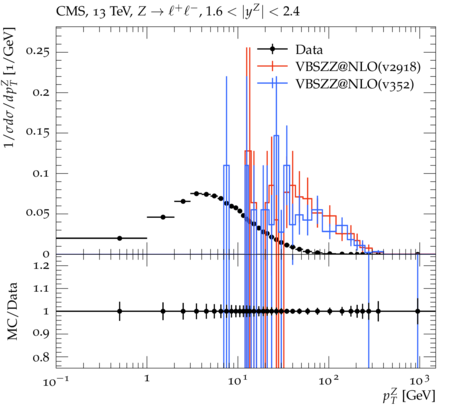 CMS, 13 TeV, Z → ℓ⁺ℓ⁻, 1.6 < |y^Z| < 2.4
1/σdσ/dp_T^Z [1/GeV]
0.25
0.2
0.15
0.1
0.05
0
Data
VBSZZ@NLO(v2918)
VBSZZ@NLO(v352)
MC/Data
1.2
1.1
1
0.9
0.8
10⁻¹ 1 10¹ 10² 10³
p_T^Z [GeV]